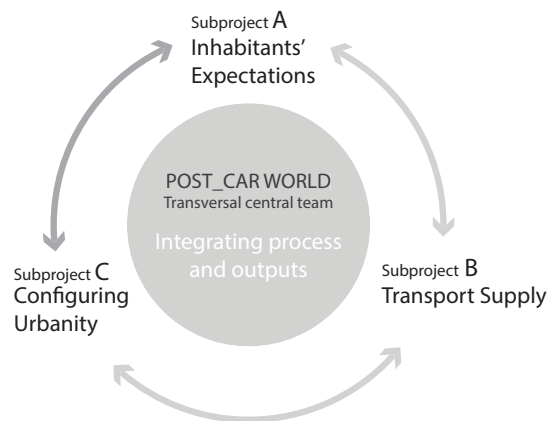 Subproject A
Inhabitants’
Expectations
POST_CAR WORLD
Transversal central team
Integrating process
and outputs
Subproject C
Configuring
Urbanity
Subproject B
Transport Supply